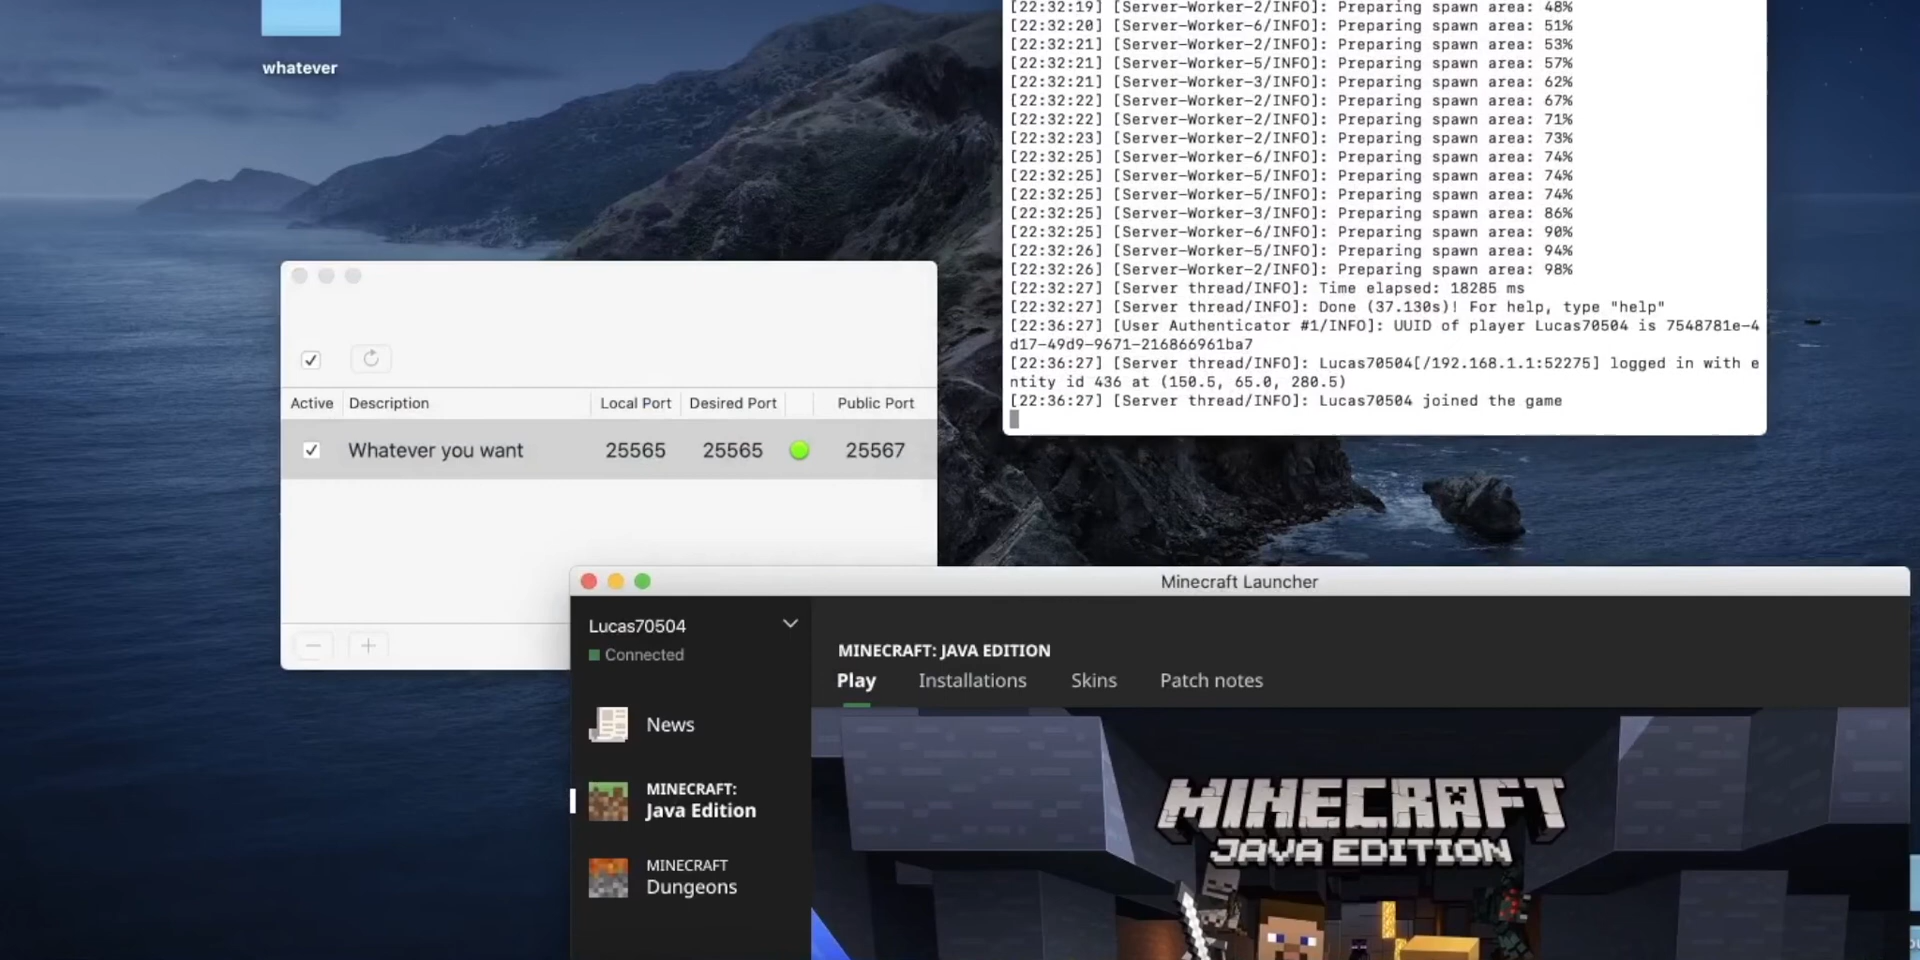 whatever
[22:32:19] [Server-Worker-2/INFO]: Preparing spawn area: 48%
[22:32:20] [Server-Worker-6/INFO]: Preparing spawn area: 51%
[22:32:21] [Server-Worker-2/INFO]: Preparing spawn area: 53%
[22:32:21] [Server-Worker-5/INFO]: Preparing spawn area: 57%
[22:32:21] [Server-Worker-3/INFO]: Preparing spawn area: 62%
[22:32:22] [Server-Worker-2/INFO]: Preparing spawn area: 67%
[22:32:22] [Server-Worker-2/INFO]: Preparing spawn area: 71%
[22:32:23] [Server-Worker-2/INFO]: Preparing spawn area: 73%
[22:32:25] [Server-Worker-6/INFO]: Preparing spawn area: 74%
[22:32:25] [Server-Worker-5/INFO]: Preparing spawn area: 74%
[22:32:25] [Server-Worker-5/INFO]: Preparing spawn area: 74%
[22:32:25] [Server-Worker-3/INFO]: Preparing spawn area: 86%
[22:32:25] [Server-Worker-6/INFO]: Preparing spawn area: 90%
[22:32:26] [Server-Worker-5/INFO]: Preparing spawn area: 94%
[22:32:26] [Server-Worker-2/INFO]: Preparing spawn area: 98%
[22:32:27] [Server thread/INFO]: Time elapsed: 18285 ms
[22:32:27] [Server thread/INFO]: Done (37.130s)! For help, type "help"
[22:36:27] [User Authenticator #1/INFO]: UUID of player Lucas70504 is 7548781e-4
d17-49d9-9671-216866961ba7
[22:36:27] [Server thread/INFO]: Lucas70504[/192.168.1.1:52275] logged in with e
ntity id 436 at (150.5, 65.0, 280.5)
[22:36:27] [Server thread/INFO]: Lucas70504 joined the game
Active Description Local Port Desired Port Public Port
Whatever you want 25565 25565 25567
Minecraft Launcher
Lucas70504
Connected
News
MINECRAFT:
Java Edition
MINECRAFT
Dungeons
MINECRAFT: JAVA EDITION
Play Installations Skins Patch notes
MINECRAFT
JAVA EDITION